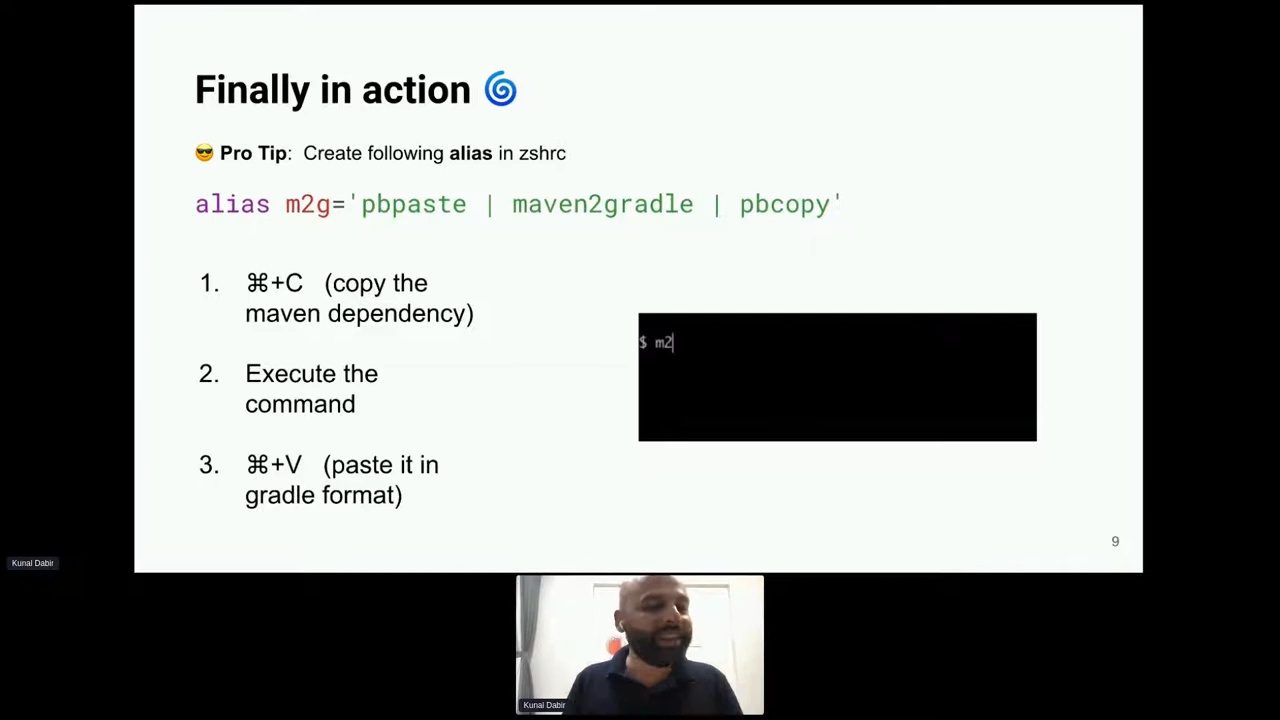 Finally in action 🌀
😎 Pro Tip: Create following alias in zshrc
alias m2g='pbpaste | maven2gradle | pbcopy'
1. ⌘+C (copy the
maven dependency)
2. Execute the
command
3. ⌘+V (paste it in
gradle format)
$ m2
9
Kunal Dabir
Kunal Dabir